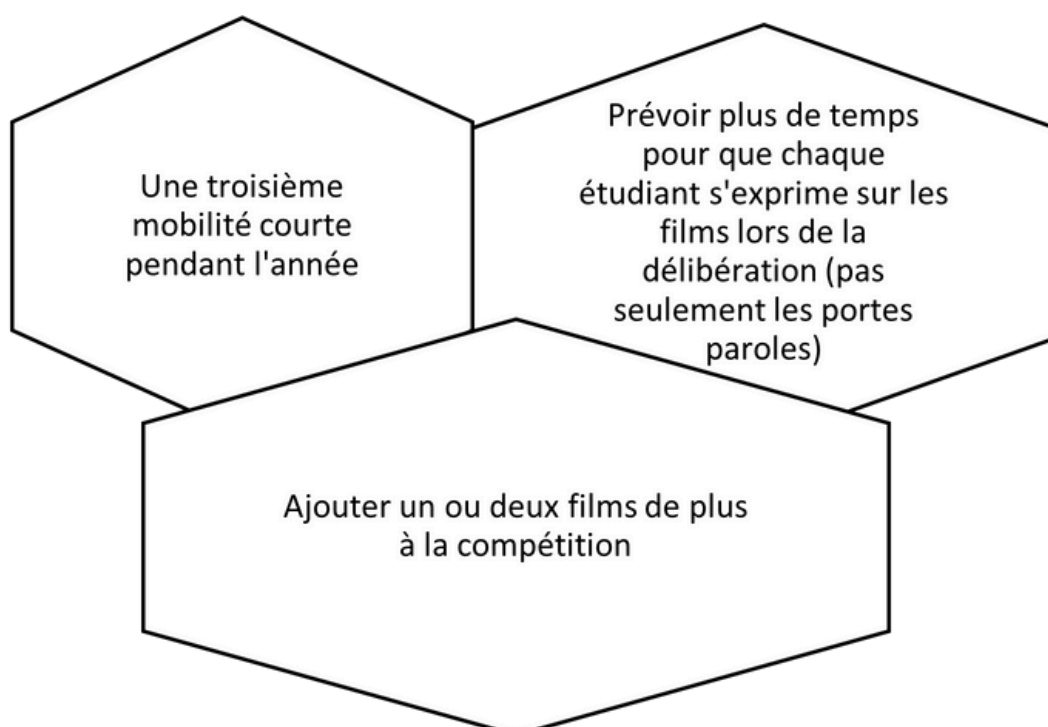 Une troisième
mobilité courte
pendant l'année
Prévoir plus de temps
pour que chaque
étudiant s'exprime sur les
films lors de la
délibération (pas
seulement les portes
paroles)
Ajouter un ou deux films de plus
à la compétition